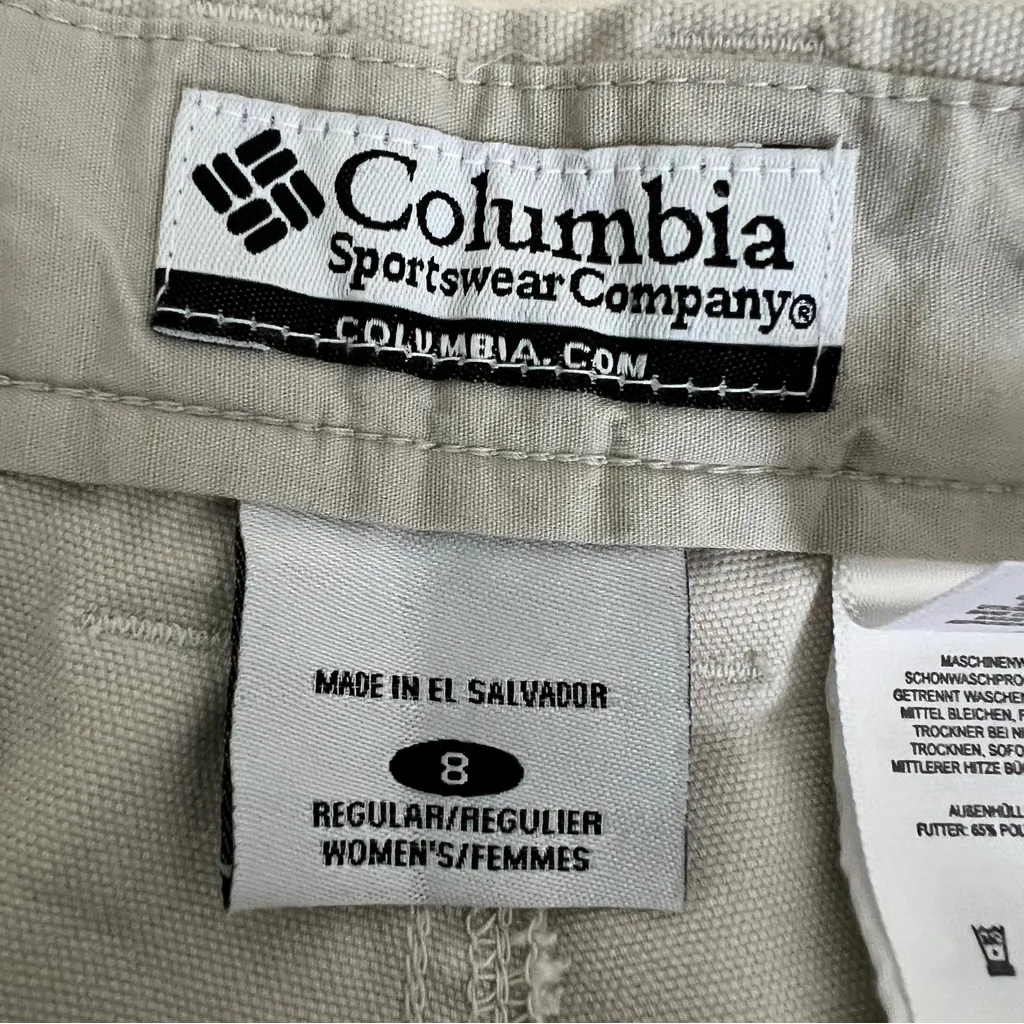 Columbia
Sportswear Company®
COLUMBIA.COM
MADE IN EL SALVADOR
8
REGULAR/REGULIER
WOMEN'S/FEMMES
MASCHINENW
SCHONWASCHPRO
GETRENNT WASCHEN
MITTEL BLEICHEN, F
TROCKNER BEI NI
TROCKNEN, SOFO
MITTLERER HITZE BÜ
AUßENHÜLL
FUTTER: 65% POL